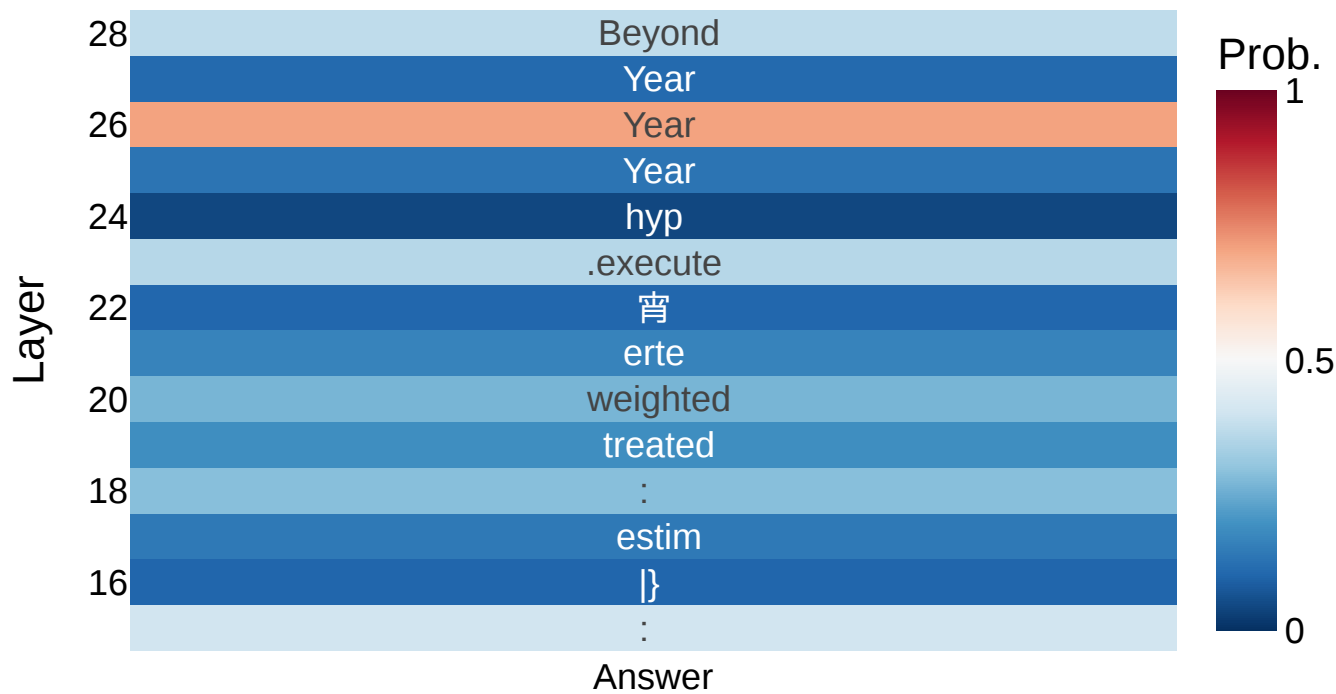 28
Beyond
Year
26
Year
Year
24
hyp
.execute
22
宵
erte
20
weighted
treated
18
:
estim
16
|}
:
Layer
Answer
Prob.
1
0.5
0